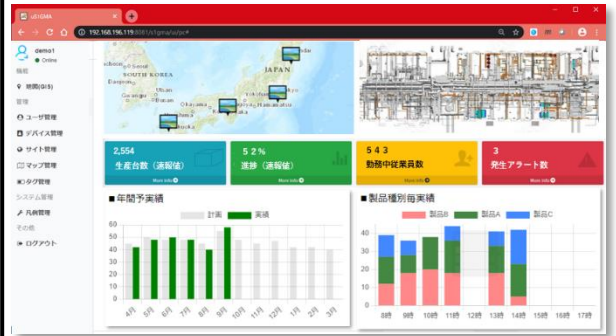 uSIGMA
192.168.196.119:8081/s1gma/ui/pc#
demo1
Online
機能
地図(GIS)
管理
ユーザ管理
デバイス管理
サイト管理
マップ管理
タグ管理
システム管理
凡例管理
その他
ログアウト
SOUTH KOREA
JAPAN
Ulsan
Gwangju
Busan
Okayama
Hamamatsu
2,554
生産台数（速報値）
More info
52%
進捗（速報値）
More info
543
勤務中従業員数
More info
3
発生アラート数
More info
■年間予実績
計画 実績
60
50
40
30
20
10
0
4月 5月 6月 7月 8月 9月 10月 11月 12月 1月 2月 3月
■製品種別毎実績
製品B 製品A 製品C
40
30
20
10
0
8時 9時 10時 11時 12時 13時 14時 15時 16時 17時